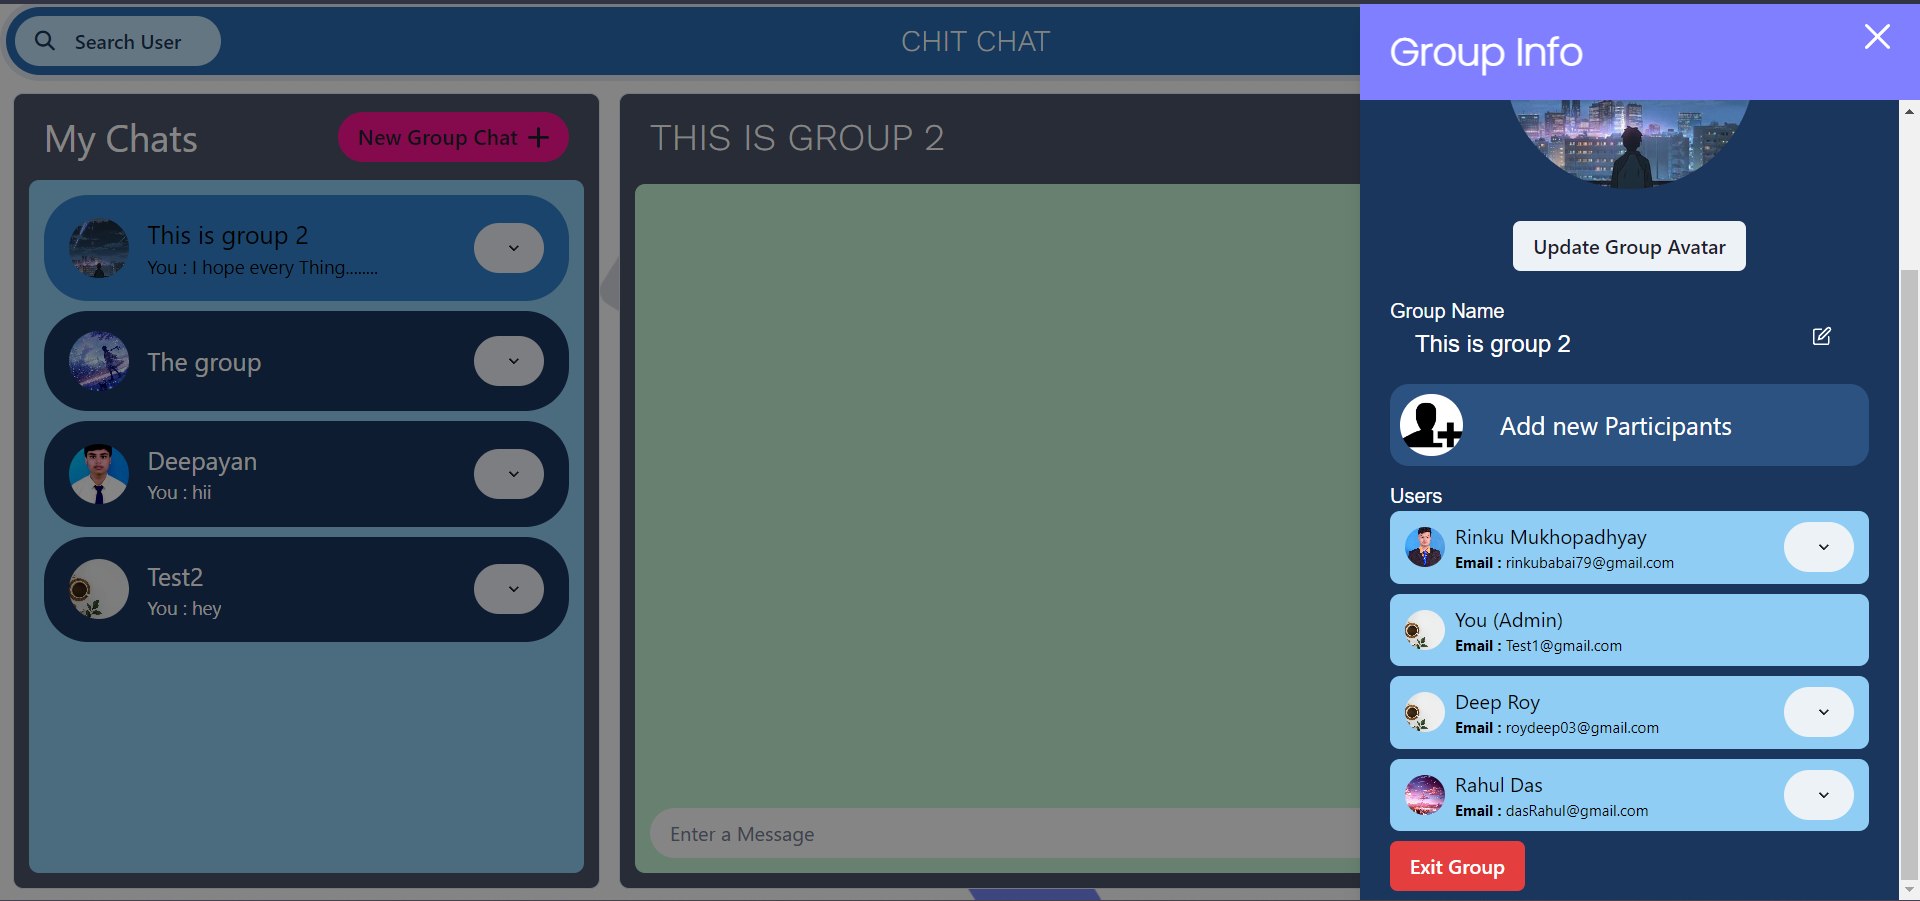 Search User
CHIT CHAT
My Chats
New Group Chat
This is group 2
You : I hope every Thing........
The group
Deepayan
You : hii
Test2
You : hey
THIS IS GROUP 2
Enter a Message
Group Info
Update Group Avatar
Group Name
This is group 2
Add new Participants
Users
Rinku Mukhopadhyay
Email : rinkubabai79@gmail.com
You (Admin)
Email : Test1@gmail.com
Deep Roy
Email : roydeep03@gmail.com
Rahul Das
Email : dasRahul@gmail.com
Exit Group